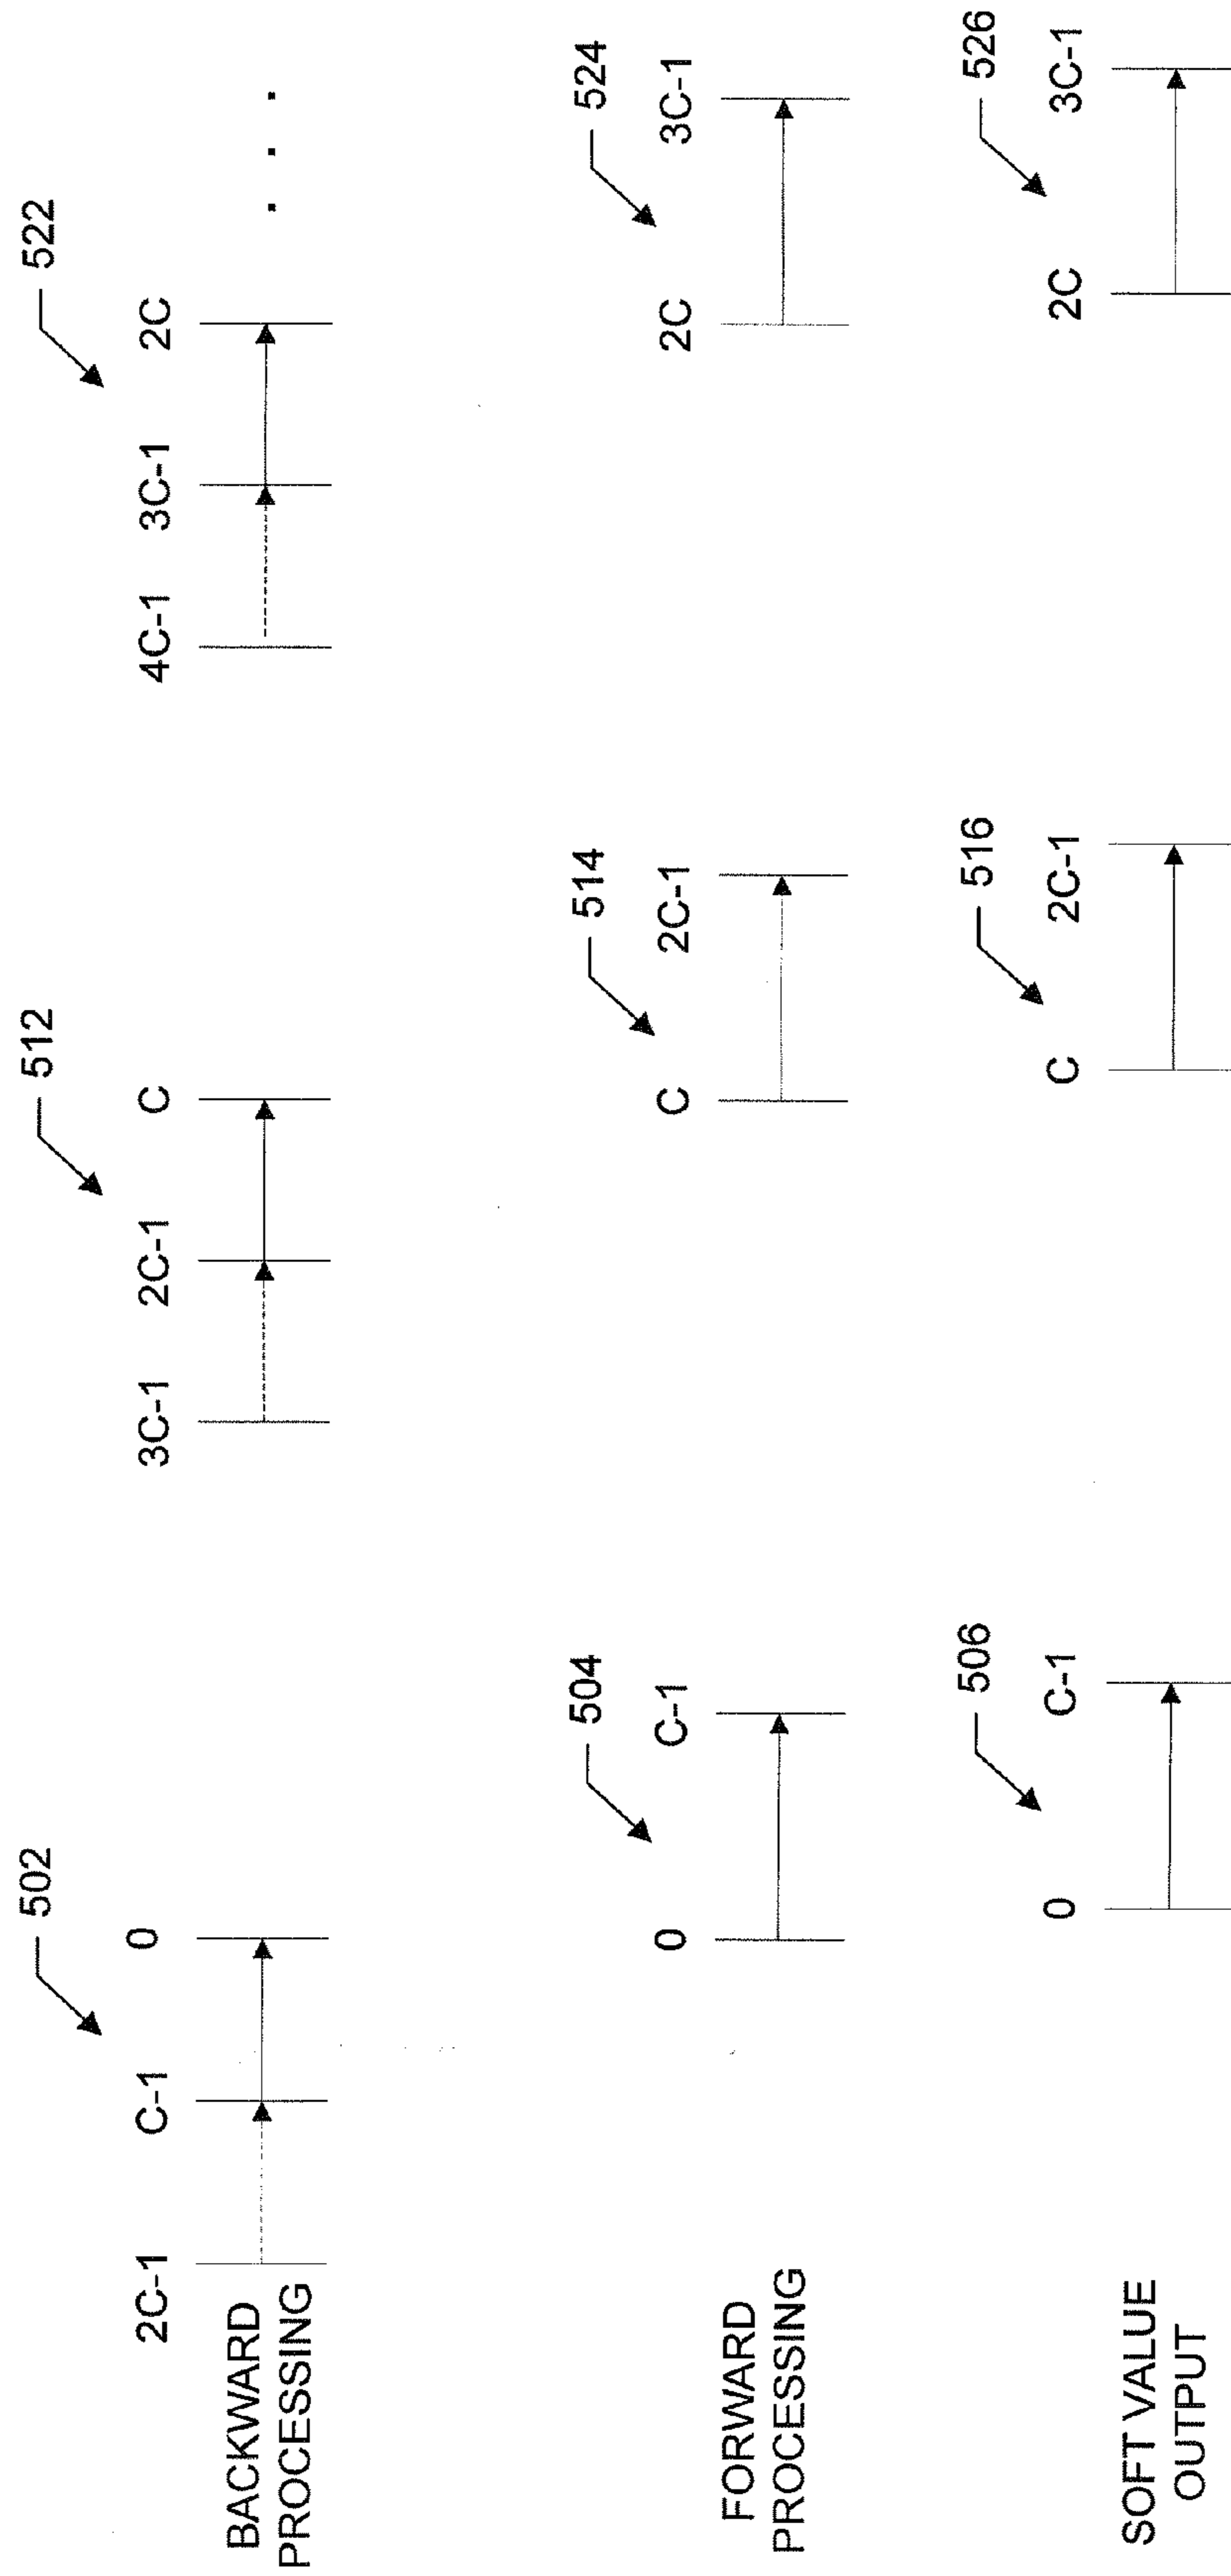 502
512
522
2C-1 C-1 0
3C-1 2C-1 C
4C-1 3C-1 2C
BACKWARD
PROCESSING
. . .
504
514
524
0 C-1
C 2C-1
2C 3C-1
FORWARD
PROCESSING
506
516
526
0 C-1
C 2C-1
2C 3C-1
SOFT VALUE
OUTPUT